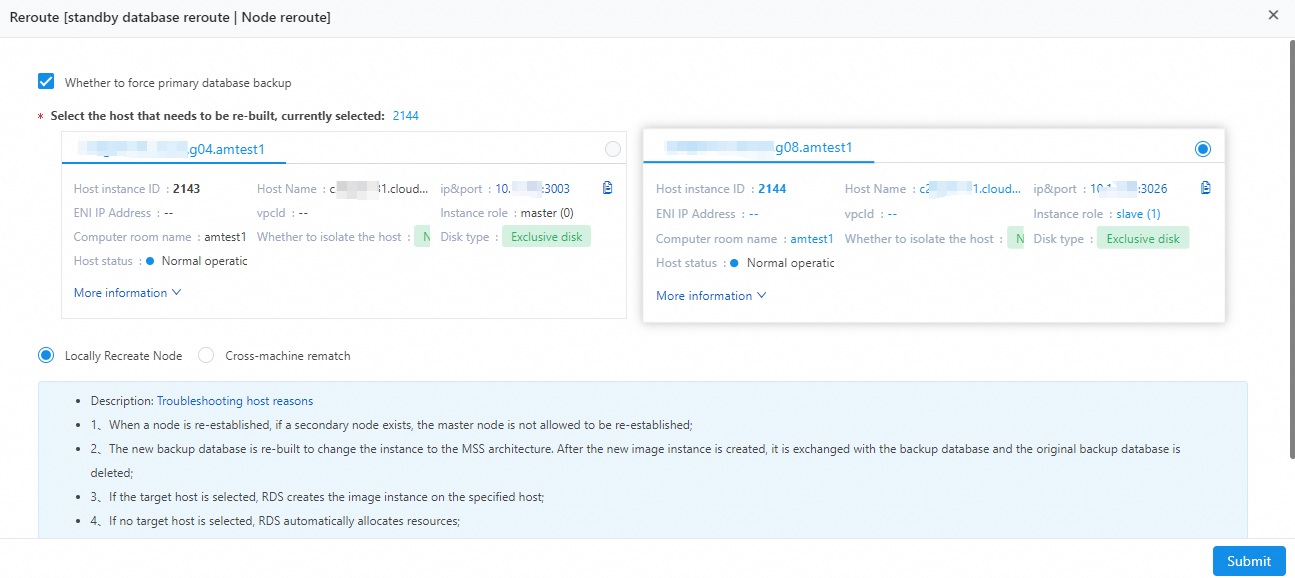 Reroute [standby database reroute | Node reroute]
Whether to force primary database backup
* Select the host that needs to be re-built, currently selected: 2144
.g04.amtest1
Host instance ID : 2143 Host Name : c 1.cloud... ip&port : 10. :3003
ENI IP Address : -- vpcId : -- Instance role : master (0)
Computer room name : amtest1 Whether to isolate the host : Disk type : Exclusive disk
Host status : Normal operatic
More information
g08.amtest1
Host instance ID : 2144 Host Name : c2 1.cloud... ip&port : 10. :3026
ENI IP Address : -- vpcId : -- Instance role : slave (1)
Computer room name : amtest1 Whether to isolate the host : Disk type : Exclusive disk
Host status : Normal operatic
More information
Locally Recreate Node Cross-machine rematch
• Description: Troubleshooting host reasons
• 1、When a node is re-established, if a secondary node exists, the master node is not allowed to be re-established;
• 2、The new backup database is re-built to change the instance to the MSS architecture. After the new image instance is created, it is exchanged with the backup database and the original backup database is
deleted;
• 3、If the target host is selected, RDS creates the image instance on the specified host;
• 4、If no target host is selected, RDS automatically allocates resources;
Submit